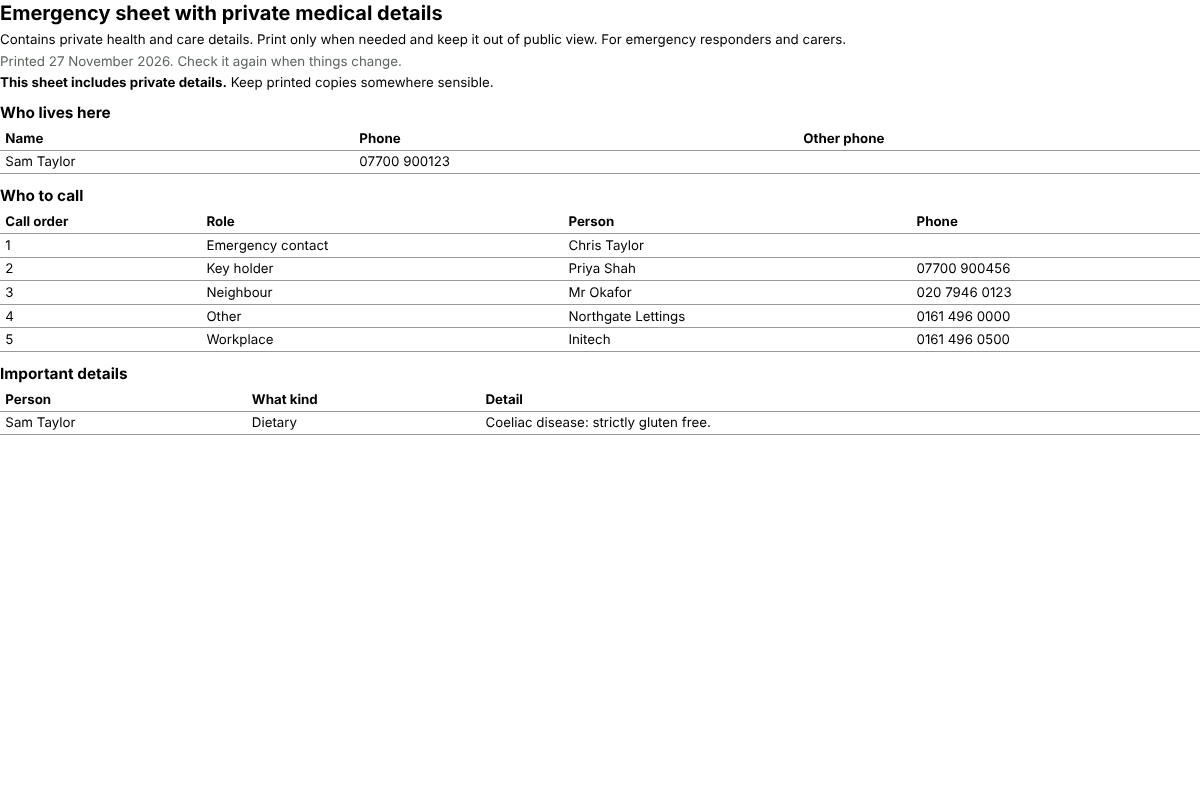 Emergency sheet with private medical details
Contains private health and care details. Print only when needed and keep it out of public view. For emergency responders and carers.
Printed 27 November 2026. Check it again when things change.
This sheet includes private details. Keep printed copies somewhere sensible.
Who lives here
Name Phone Other phone
Sam Taylor 07700 900123
Who to call
Call order Role Person Phone
1 Emergency contact Chris Taylor
2 Key holder Priya Shah 07700 900456
3 Neighbour Mr Okafor 020 7946 0123
4 Other Northgate Lettings 0161 496 0000
5 Workplace Initech 0161 496 0500
Important details
Person What kind Detail
Sam Taylor Dietary Coeliac disease: strictly gluten free.